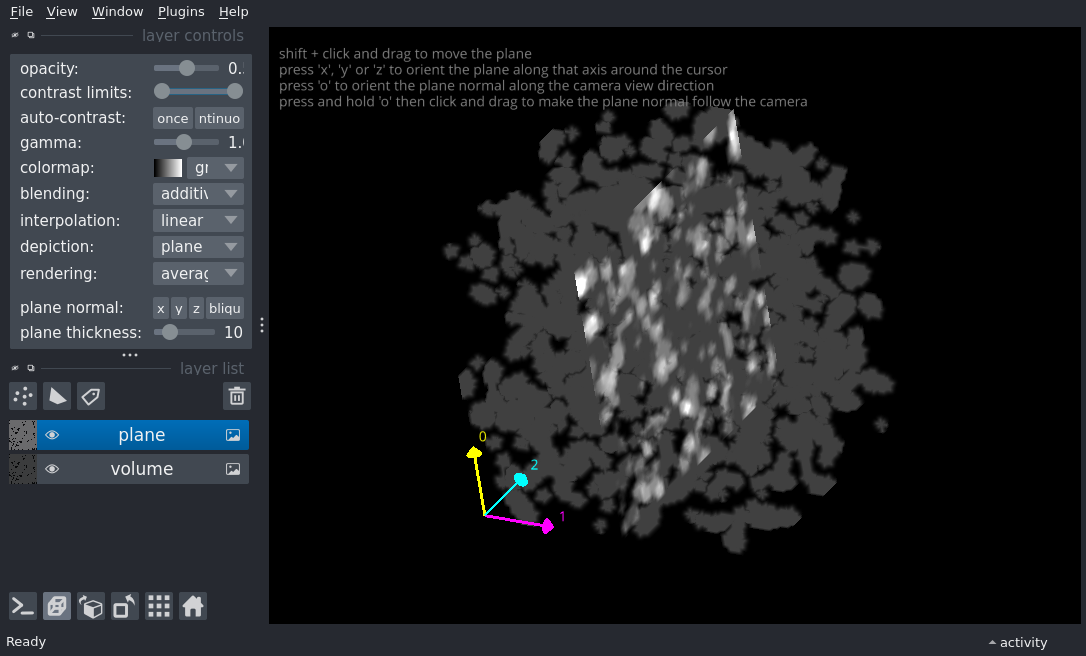 File View Window Plugins Help
layer controls
opacity: 0.
contrast limits:
auto-contrast: once ntinuo
gamma: 1.
colormap: gr
blending: additiv
interpolation: linear
depiction: plane
rendering: averag
plane normal: x y z bliqu
plane thickness: 10
layer list
plane
volume
shift + click and drag to move the plane
press 'x', 'y' or 'z' to orient the plane along that axis around the cursor
press 'o' to orient the plane normal along the camera view direction
press and hold 'o' then click and drag to make the plane normal follow the camera
0
2
1
Ready
activity